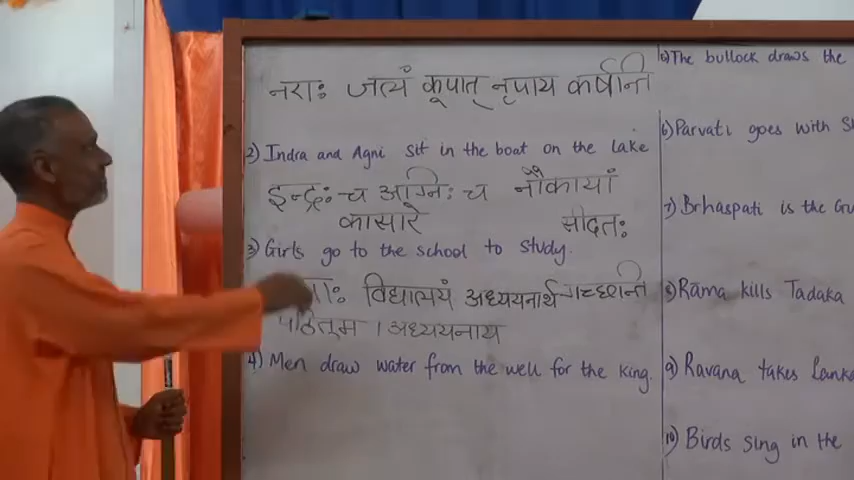 नराः जलं कूपात् नृपाय कर्षन्ति
2) Indra and Agni sit in the boat on the lake
इन्द्रः च अग्निः च नौकायां
कासारे सीदतः
3) Girls go to the school to study.
विद्यालयं अध्ययनार्थं गच्छन्ति
पठितुम । अध्ययनाय
4) Men draw water from the well for the king.
5) The bullock draws the
6) Parvati goes with
7) Brhaspati is the
8) Rama kills Tadaka
9) Ravana takes Lanka
10) Birds sing in the